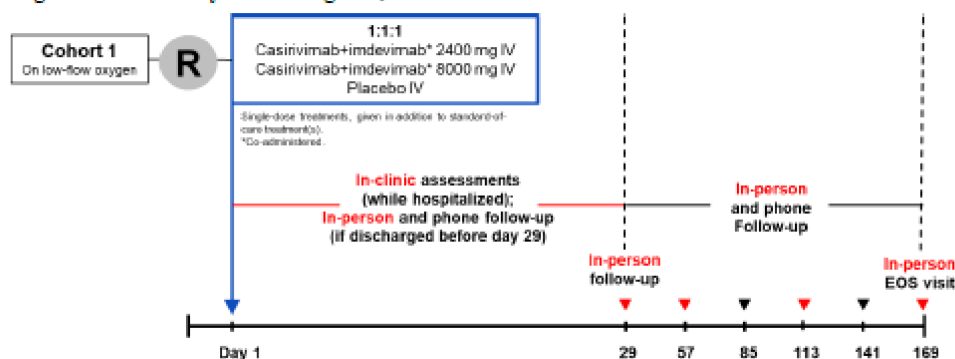 Cohort 1
On low-flow oxygen
R
1:1:1
Casirivimab+imdevimab* 2400 mg IV
Casirivimab+imdevimab* 8000 mg IV
Placebo IV
Single-dose treatments, given in addition to standard-of-
care treatment(s).
*Co-administered.
In-clinic assessments
(while hospitalized);
In-person and phone follow-up
(if discharged before day 29)
In-person
and phone
Follow-up
In-person
follow-up
In-person
EOS visit
Day 1
29
57
85
113
141
169